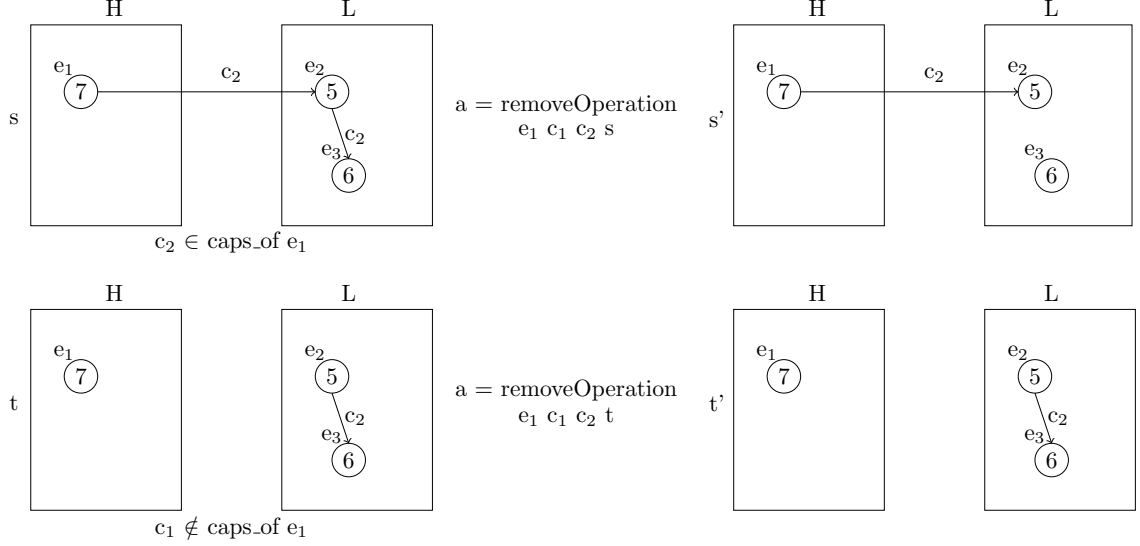 H L H L
e₁ 7 c₂ e₂ 5 e₁ 7 c₂ e₂ 5
s a = removeOperation s'
e₁ c₁ c₂ s
c₂
e₃ 6 e₃ 6
c₂ ∈ caps_of e₁
H L H L
e₁ 7 e₂ 5 e₁ 7 e₂ 5
t a = removeOperation t'
e₁ c₁ c₂ t
c₂ c₂
e₃ 6 e₃ 6
c₁ ∉ caps_of e₁